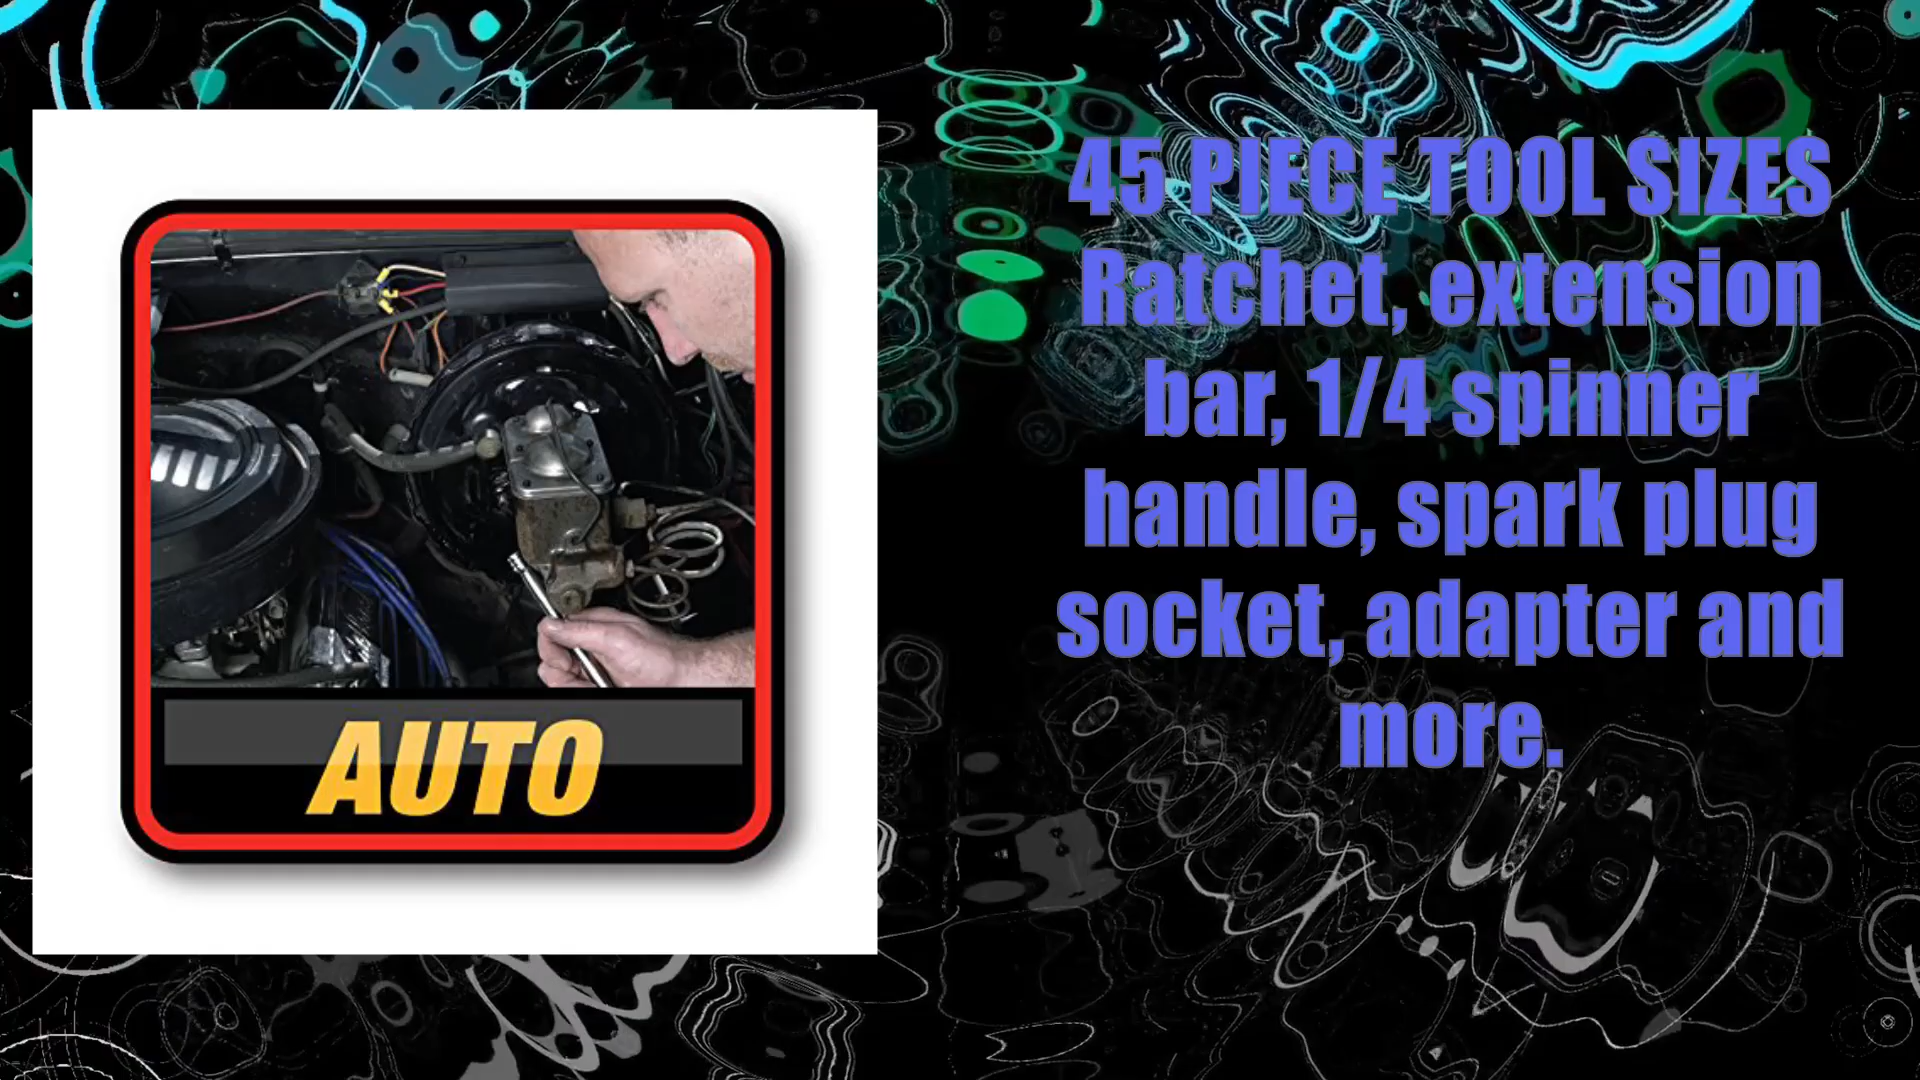 45 PIECE TOOL SIZES
Ratchet, extension
bar, 1/4 spinner
handle, spark plug
socket, adapter and
more.
AUTO